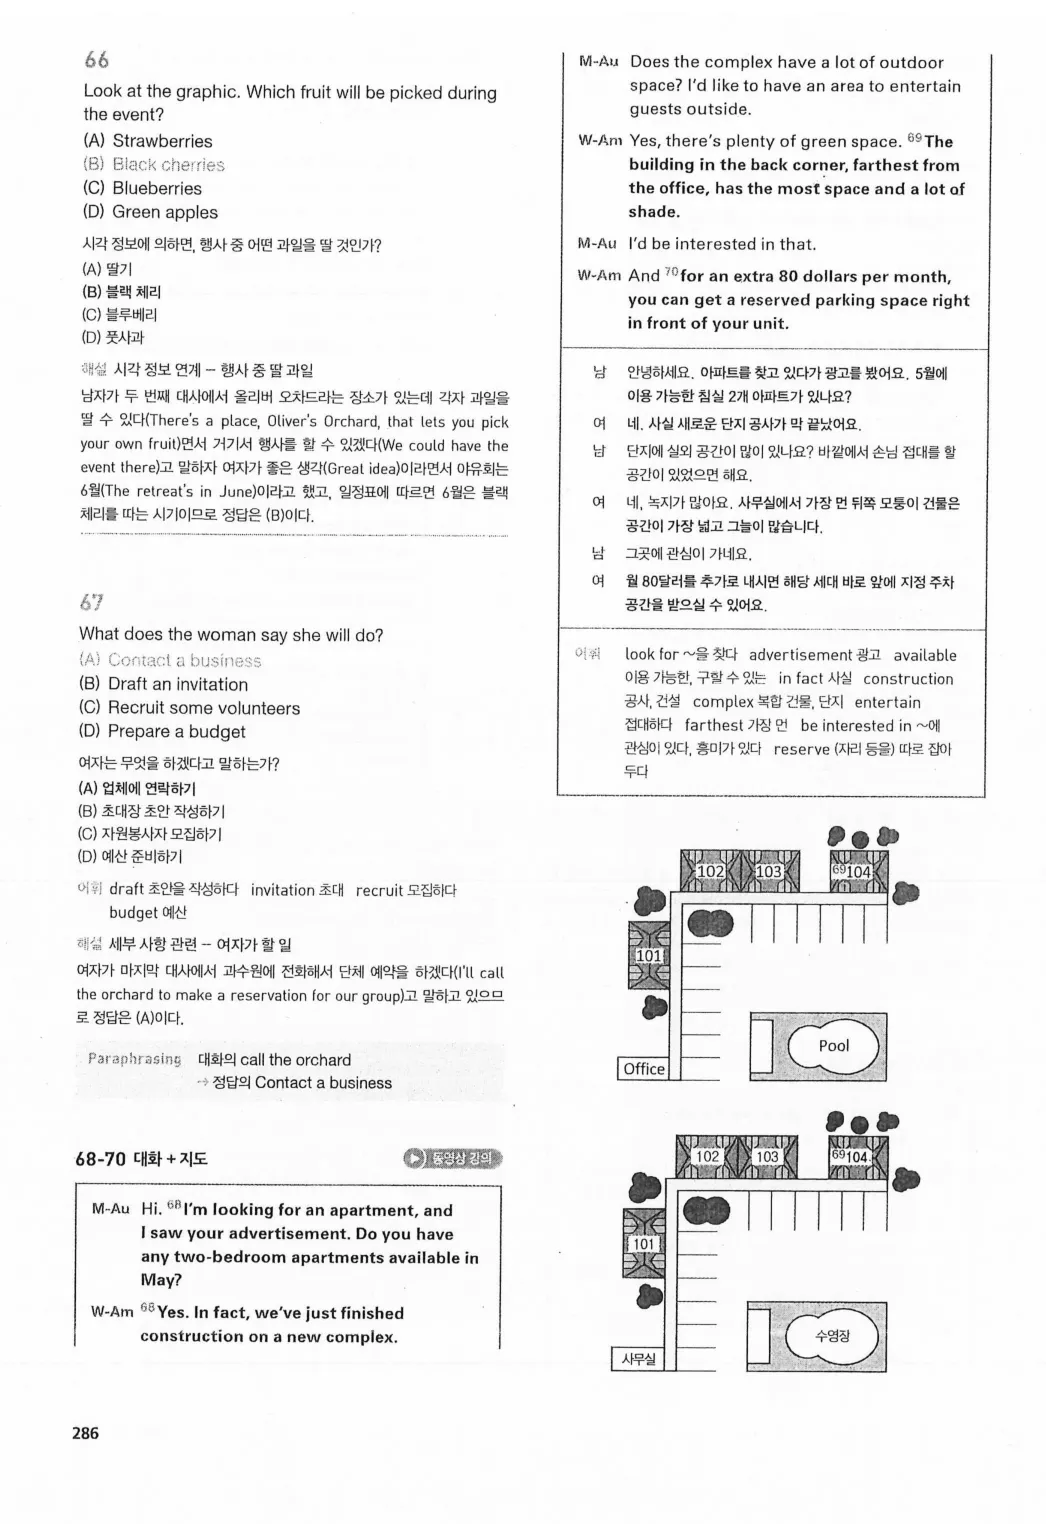 66
Look at the graphic. Which fruit will be picked during
the event?
(A) Strawberries
(B) Black cherries
(C) Blueberries
(D) Green apples
시각 정보에 의하면, 행사 중 어떤 과일을 딸 것인가?
(A) 딸기
(B) 블랙 체리
(C) 블루베리
(D) 풋사과
해설 시각 정보 연계 – 행사 중 딸 과일
남자가 두 번째 대사에서 올리버 오차드라는 장소가 있는데 각자 과일을
딸 수 있다(There's a place, Oliver's Orchard, that lets you pick
your own fruit)면서 거기서 행사를 할 수 있겠다(We could have the
event there)고 말하자 여자가 좋은 생각(Great idea)이라면서 야유회는
6월(The retreat's in June)이라고 했고, 일정표에 따르면 6월은 블랙
체리를 따는 시기이므로 정답은 (B)이다.
67
What does the woman say she will do?
(A) Contact a business
(B) Draft an invitation
(C) Recruit some volunteers
(D) Prepare a budget
여자는 무엇을 하겠다고 말하는가?
(A) 업체에 연락하기
(B) 초대장 초안 작성하기
(C) 자원봉사자 모집하기
(D) 예산 준비하기
어휘 draft 초안을 작성하다 invitation 초대 recruit 모집하다
budget 예산
해설 세부 사항 관련 – 여자가 할 일
여자가 마지막 대사에서 과수원에 전화해서 단체 예약을 하겠다(I'll call
the orchard to make a reservation for our group)고 말하고 있으므
로 정답은 (A)이다.
Paraphrasing 대화의 call the orchard
→ 정답의 Contact a business
68-70 대화 + 지도
동영상 강의
M-Au Hi. 68 I'm looking for an apartment, and
I saw your advertisement. Do you have
any two-bedroom apartments available in
May?
W-Am 68 Yes. In fact, we've just finished
construction on a new complex.
M-Au Does the complex have a lot of outdoor
space? I'd like to have an area to entertain
guests outside.
W-Am Yes, there's plenty of green space. 69 The
building in the back corner, farthest from
the office, has the most space and a lot of
shade.
M-Au I'd be interested in that.
W-Am And 70 for an extra 80 dollars per month,
you can get a reserved parking space right
in front of your unit.
남 안녕하세요. 아파트를 찾고 있다가 광고를 봤어요. 5월에
이용 가능한 침실 2개 아파트가 있나요?
여 네. 사실 새로운 단지 공사가 막 끝났어요.
남 단지에 실외 공간이 많이 있나요? 바깥에서 손님 접대를 할
공간이 있었으면 해요.
여 네, 녹지가 많아요. 사무실에서 가장 먼 뒤쪽 모퉁이 건물은
공간이 가장 넓고 그늘이 많습니다.
남 그곳에 관심이 가네요.
여 월 80달러를 추가로 내시면 해당 세대 바로 앞에 지정 주차
공간을 받으실 수 있어요.
어휘 look for ~을 찾다 advertisement 광고 available
이용 가능한, 구할 수 있는 in fact 사실 construction
공사, 건설 complex 복합 건물, 단지 entertain
접대하다 farthest 가장 먼 be interested in ~에
관심이 있다, 흥미가 있다 reserve (자리 등을) 따로 잡아
두다
102 103 69 104
101
Pool
Office
102 103 69 104
101
수영장
사무실
286